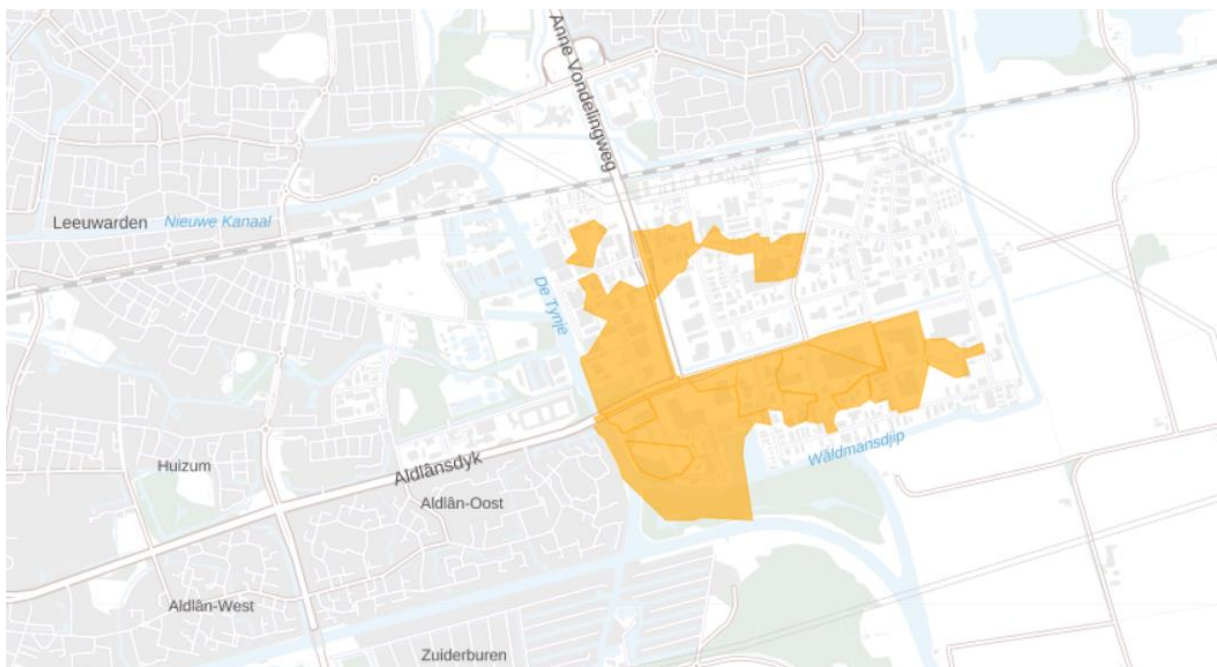 Anne Vondelingweg
Leeuwarden
Nieuwe Kanaal
De Tynje
Wâldmansdjip
Aldlânsdyk
Huizum
Aldlân-Oost
Aldlân-West
Zuiderburen